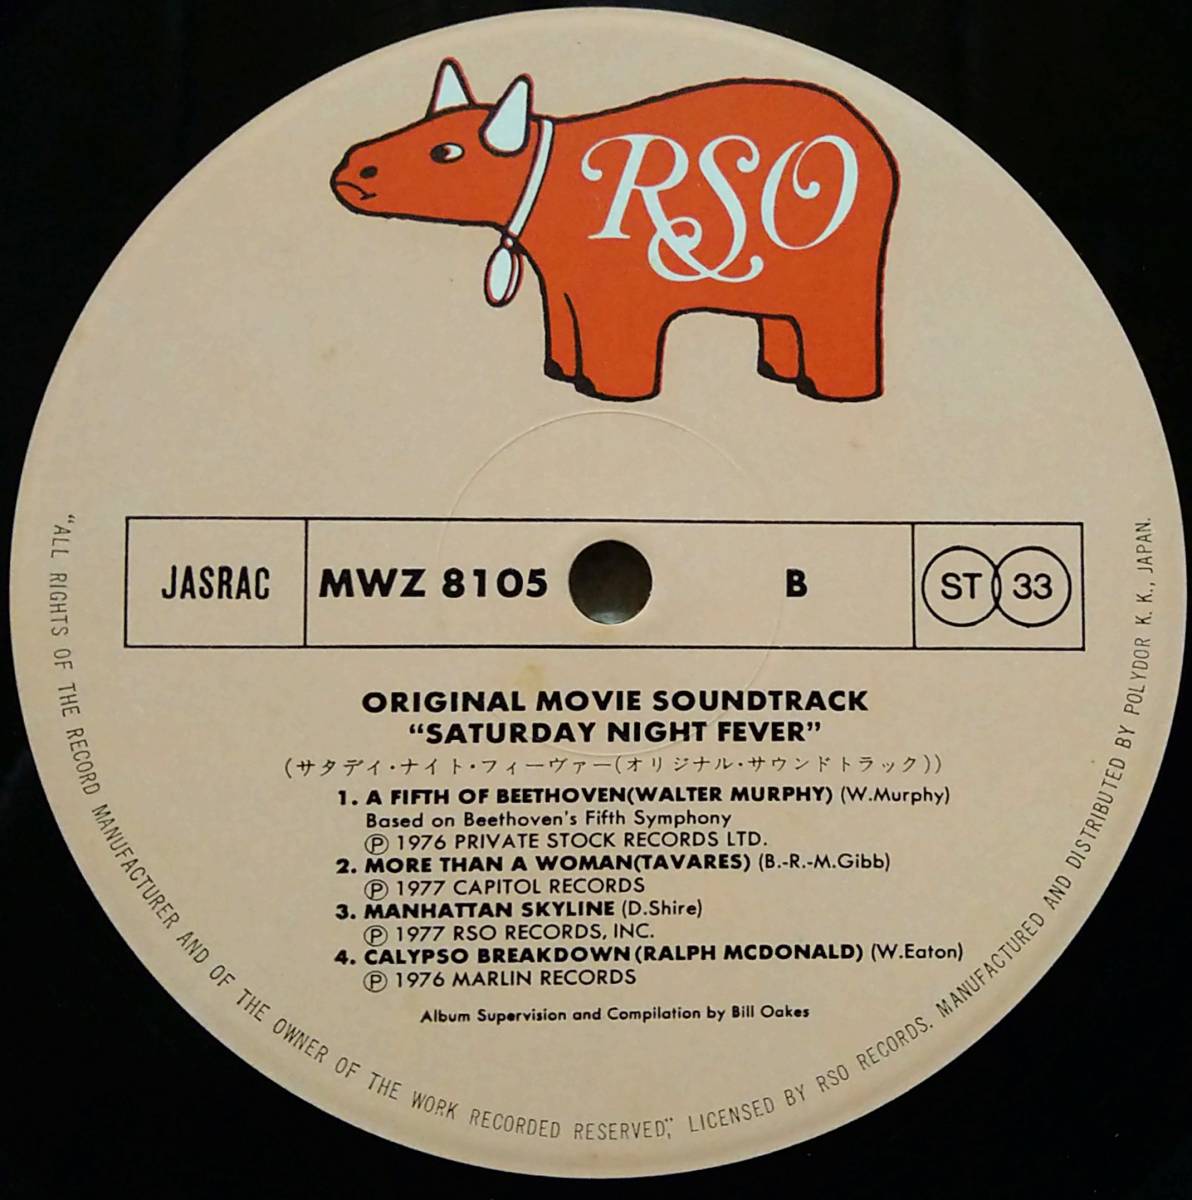 RSO
JASRAC
MWZ 8105
B
ST 33
ORIGINAL MOVIE SOUNDTRACK
“SATURDAY NIGHT FEVER”
(サタデイ・ナイト・フィーヴァー(オリジナル・サウンドトラック))
1. A FIFTH OF BEETHOVEN(WALTER MURPHY) (W.Murphy)
Based on Beethoven's Fifth Symphony
Ⓟ 1976 PRIVATE STOCK RECORDS LTD.
2. MORE THAN A WOMAN(TAVARES) (B.-R.-M.Gibb)
Ⓟ 1977 CAPITOL RECORDS
3. MANHATTAN SKYLINE (D.Shire)
Ⓟ 1977 RSO RECORDS, INC.
4. CALYPSO BREAKDOWN(RALPH MCDONALD) (W.Eaton)
Ⓟ 1976 MARLIN RECORDS
Album Supervision and Compilation by Bill Oakes
“ALL RIGHTS OF THE RECORD MANUFACTURER AND OF THE OWNER OF THE WORK RECORDED RESERVED,” LICENSED BY RSO RECORDS. MANUFACTURED AND DISTRIBUTED BY POLYDOR K. K., JAPAN.